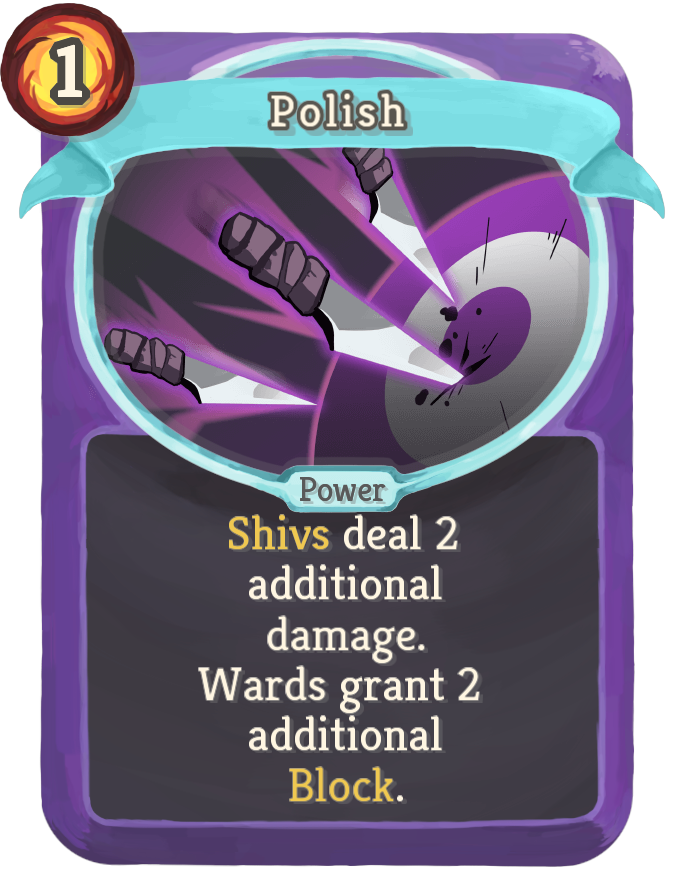 1
Polish
Power
Shivs deal 2
additional
damage.
Wards grant 2
additional
Block.